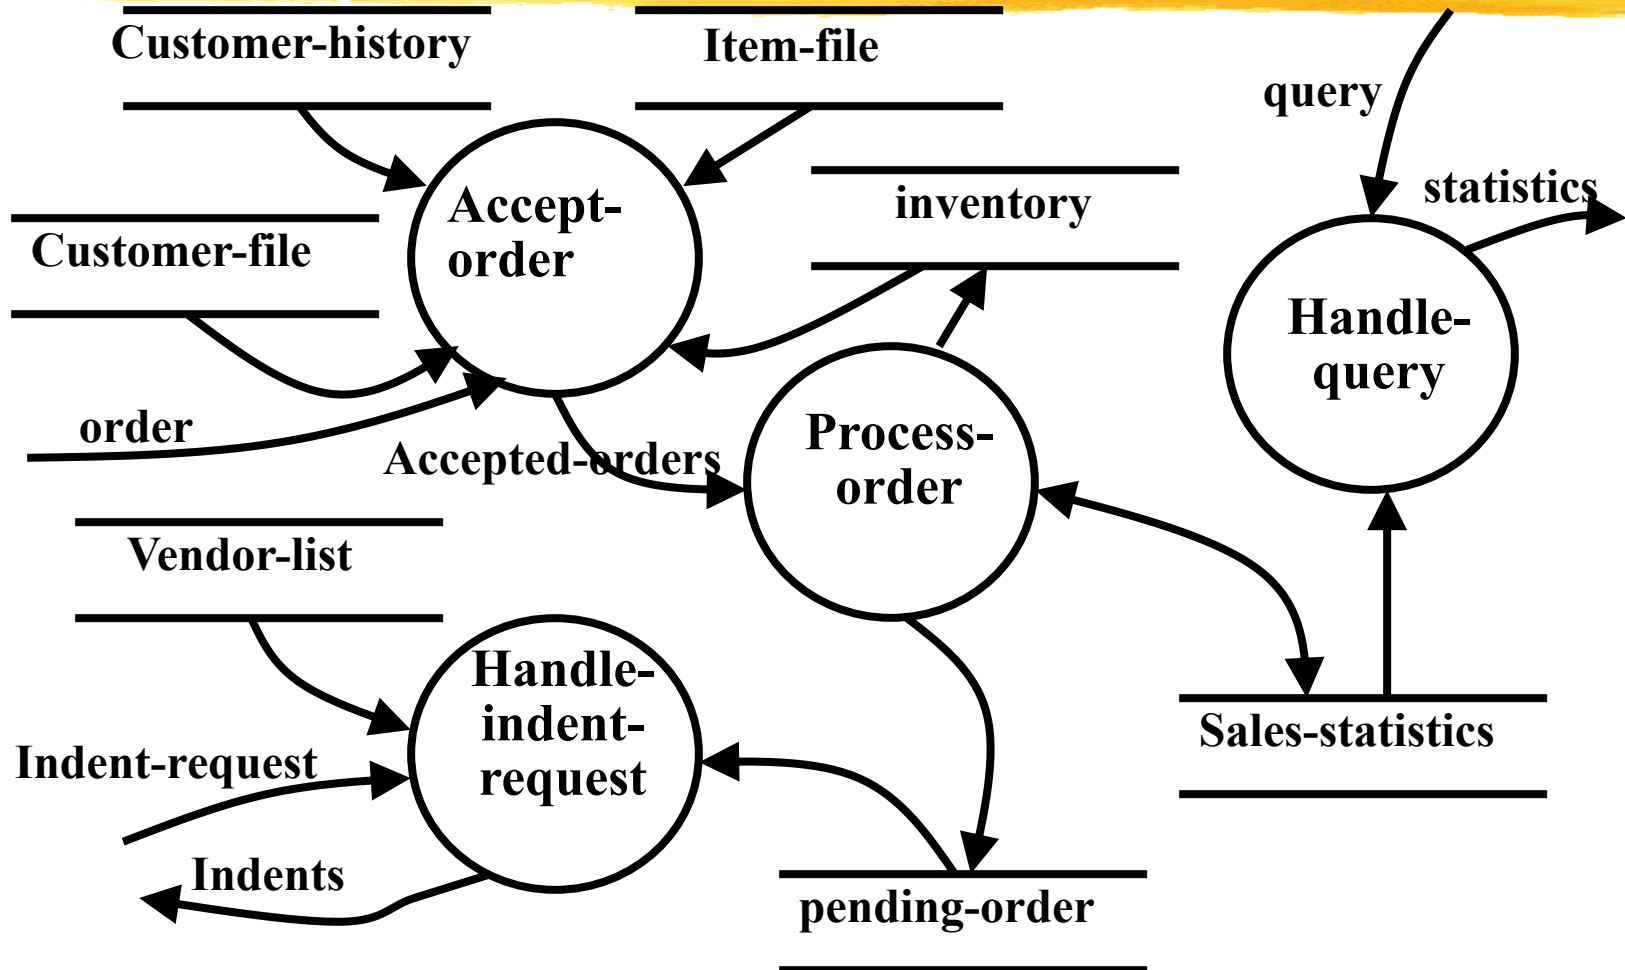 Customer-history
Item-file
query
statistics
inventory
Accept-
order
Customer-file
Handle-
query
order
Accepted-orders
Process-
order
Vendor-list
Handle-
indent-
request
Indent-request
Sales-statistics
Indents
pending-order